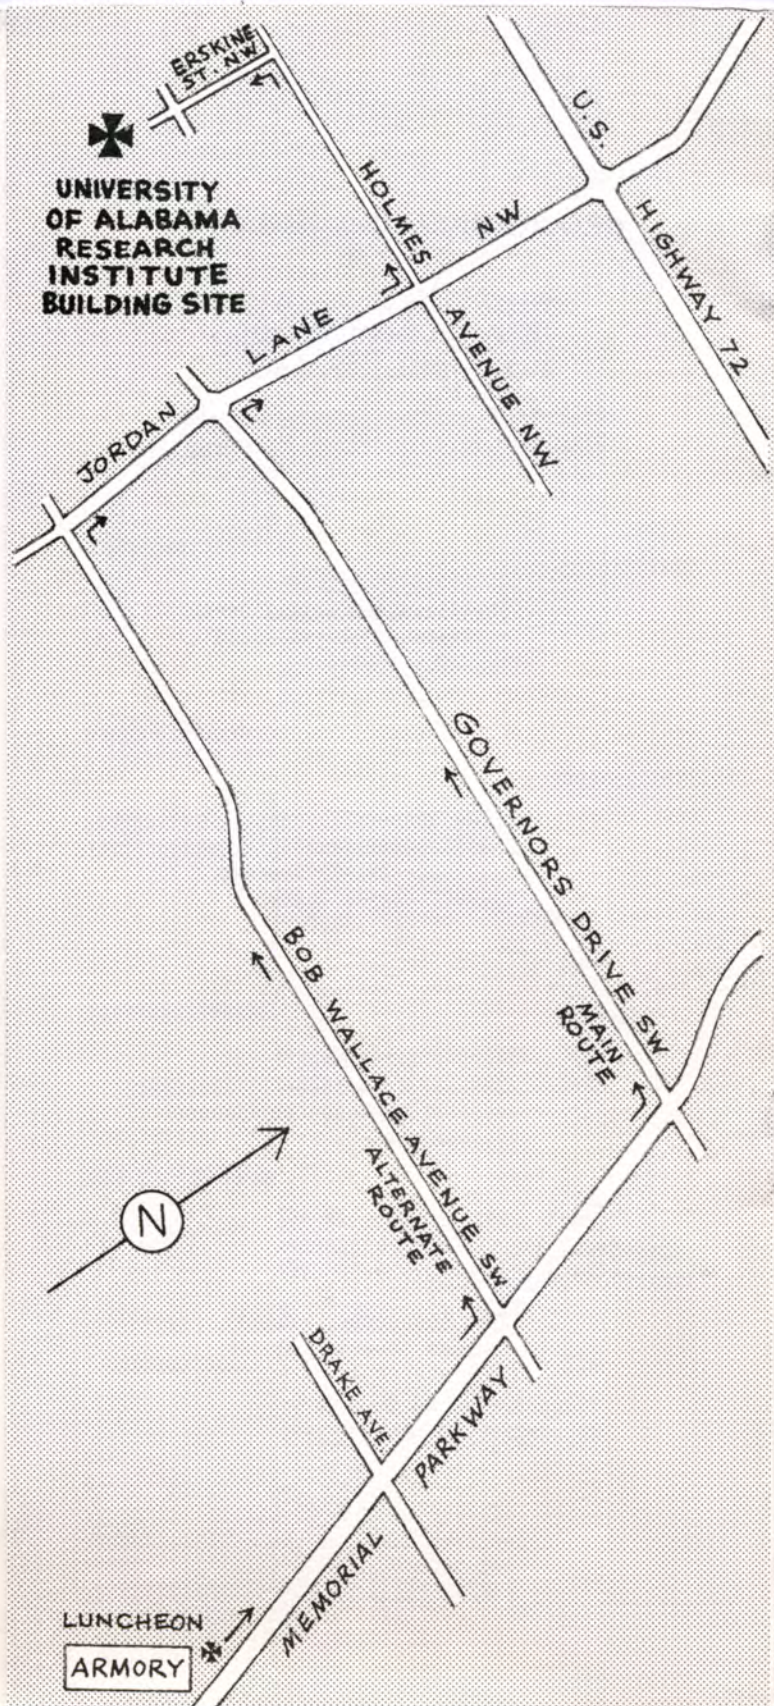 ERSKINE
ST. NW
UNIVERSITY
OF ALABAMA
RESEARCH
INSTITUTE
BUILDING SITE
U.S.
HIGHWAY 72
HOLMES
AVENUE NW
JORDAN LANE NW
GOVERNORS DRIVE SW
MAIN
ROUTE
BOB WALLACE AVENUE SW
ALTERNATE
ROUTE
N
DRAKE AVE.
MEMORIAL PARKWAY
LUNCHEON
ARMORY